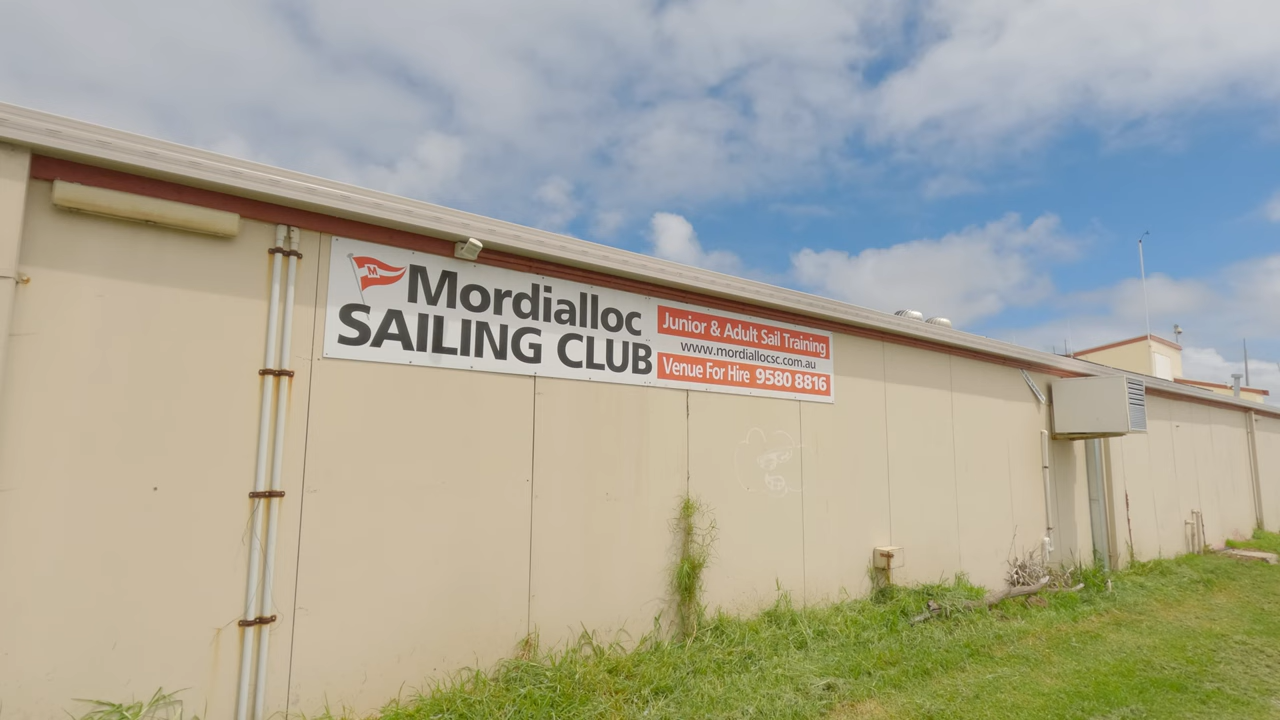 M
Mordialloc
SAILING CLUB
Junior & Adult Sail Training
www.mordiallocsc.com.au
Venue For Hire 9580 8816